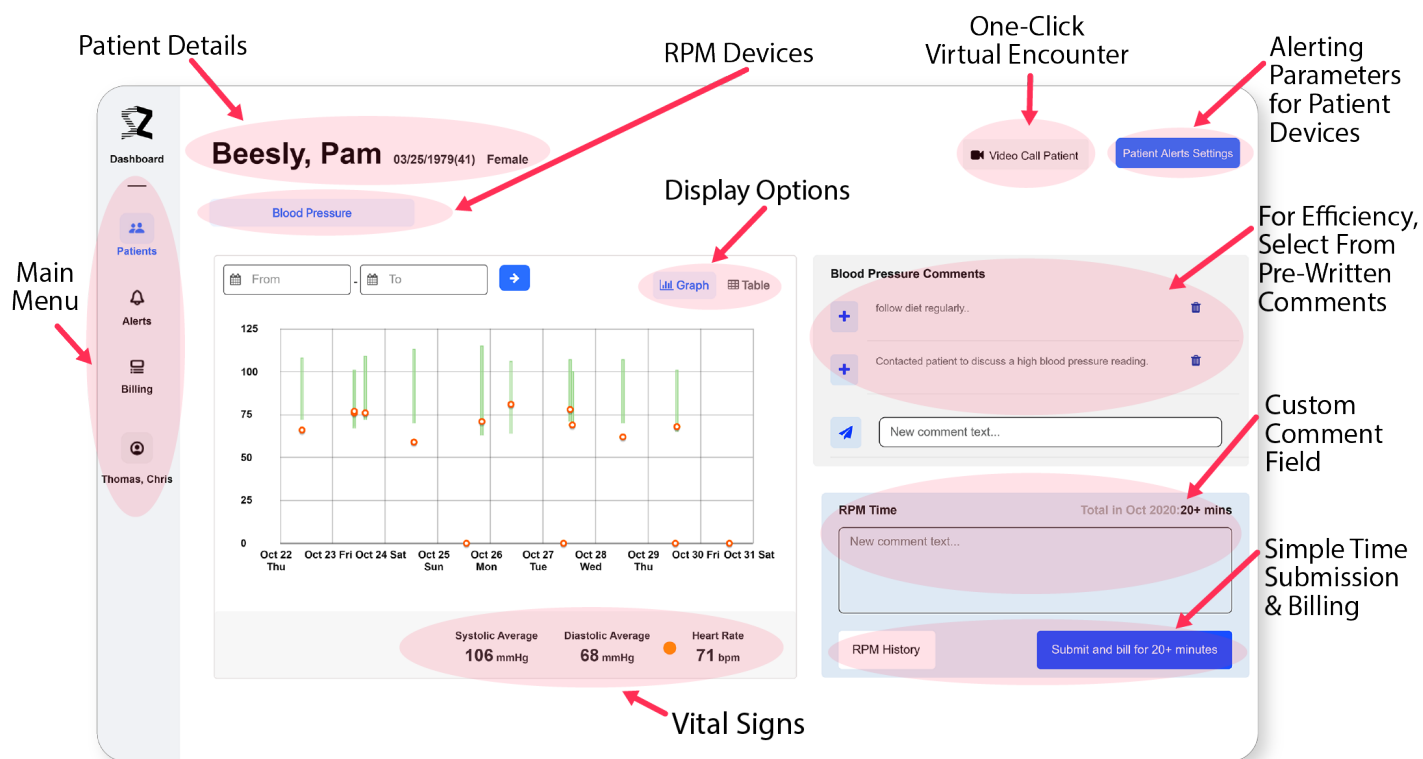 Patient Details
RPM Devices
One-Click
Virtual Encounter
Alerting
Parameters
for Patient
Devices
Z
Dashboard
Beesly, Pam 03/25/1979(41) Female
Video Call Patient
Patient Alerts Settings
Blood Pressure
Display Options
Main
Menu
Patients
Alerts
Billing
Thomas, Chris
From - To
Graph Table
125
100
75
50
25
0
Oct 22 Oct 23 Fri Oct 24 Sat Oct 25 Oct 26 Oct 27 Oct 28 Oct 29 Oct 30 Fri Oct 31 Sat
Thu Sun Mon Tue Wed Thu
Systolic Average Diastolic Average Heart Rate
106 mmHg 68 mmHg 71 bpm
Vital Signs
For Efficiency,
Select From
Pre-Written
Comments
Blood Pressure Comments
follow diet regularly..
Contacted patient to discuss a high blood pressure reading.
New comment text...
Custom
Comment
Field
RPM Time Total in Oct 2020:20+ mins
New comment text...
Simple Time
Submission
& Billing
RPM History Submit and bill for 20+ minutes